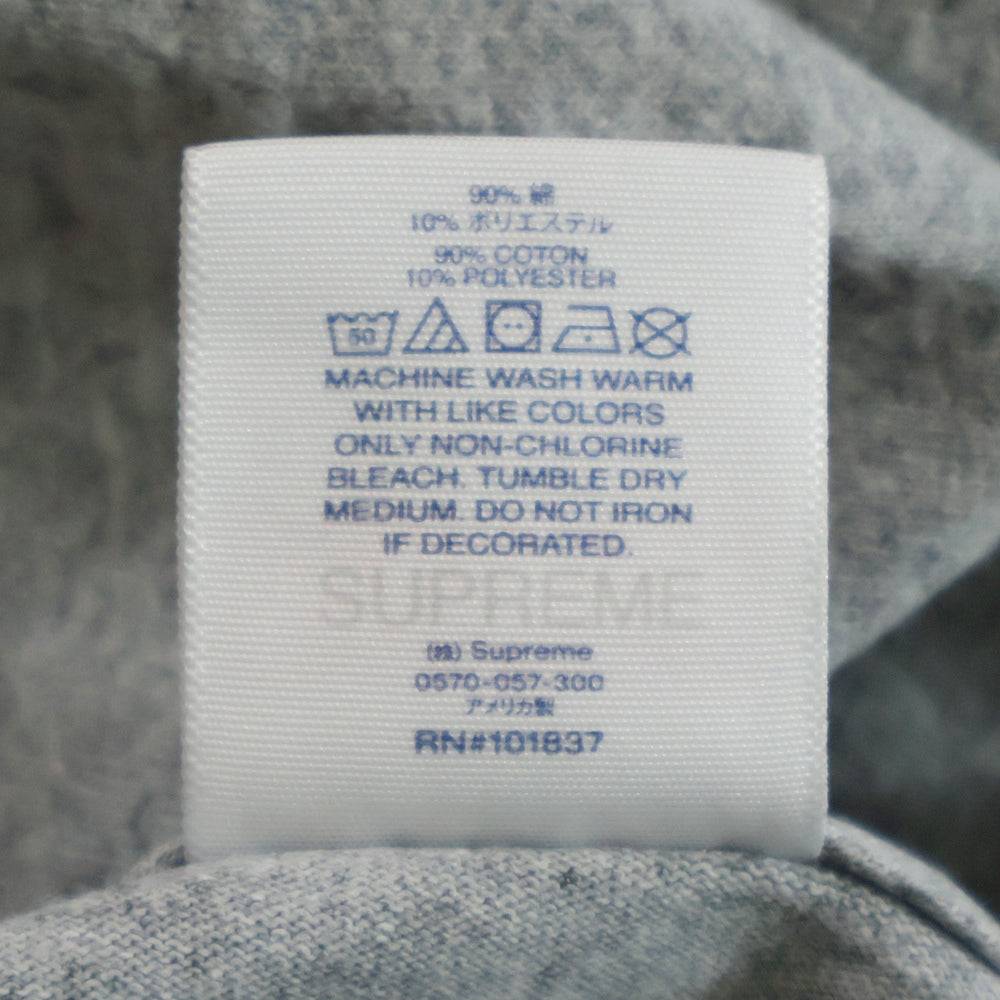 90% 綿
10% ポリエステル
90% COTON
10% POLYESTER
50
MACHINE WASH WARM
WITH LIKE COLORS
ONLY NON-CHLORINE
BLEACH. TUMBLE DRY
MEDIUM. DO NOT IRON
IF DECORATED.
SUPREME
(株) Supreme
0570-057-300
アメリカ製
RN#101837